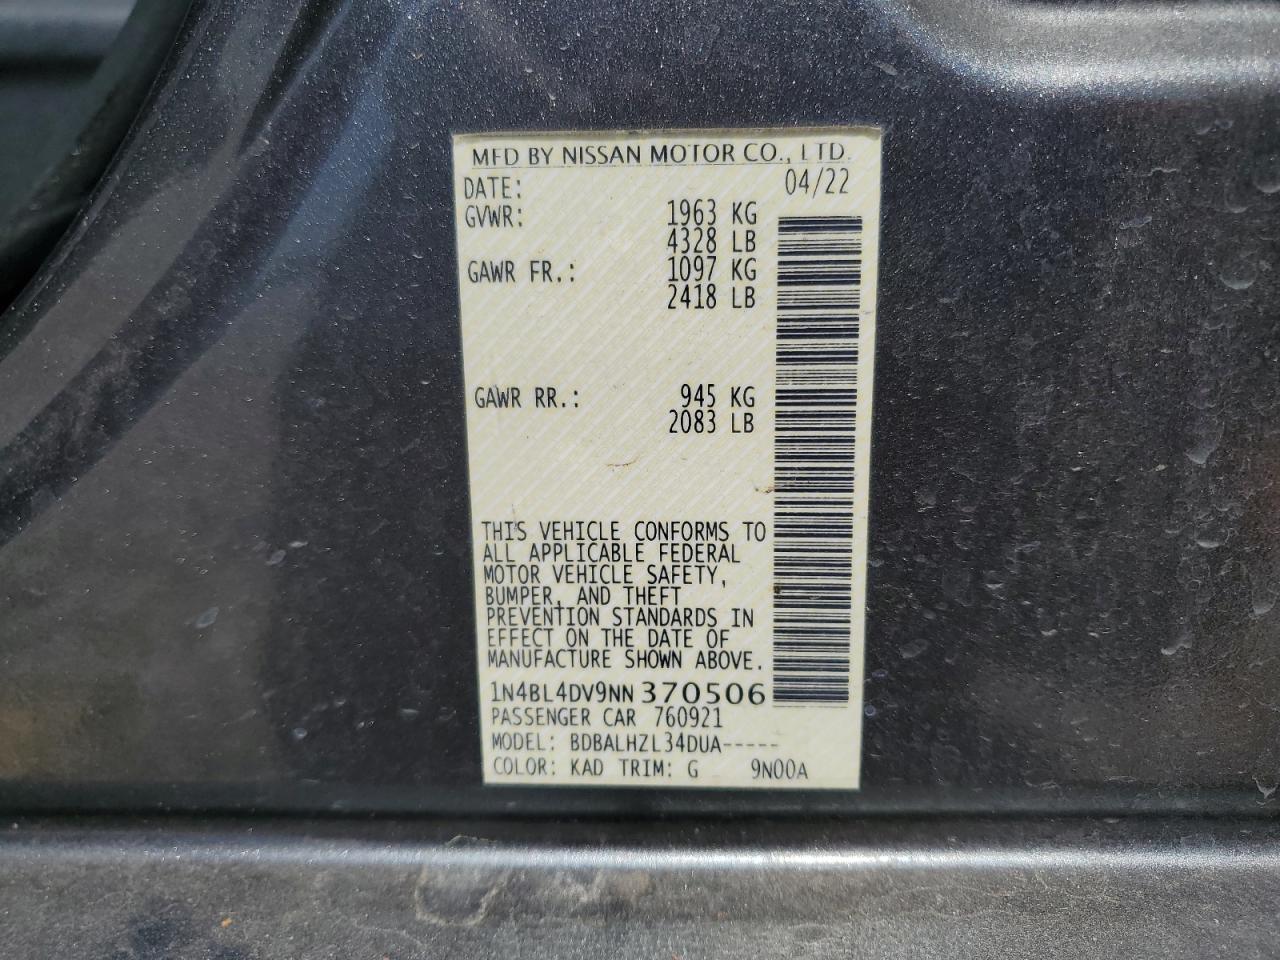 MFD BY NISSAN MOTOR CO., LTD.
DATE: 04/22
GVWR: 1963 KG
4328 LB
GAWR FR.: 1097 KG
2418 LB
GAWR RR.: 945 KG
2083 LB
THIS VEHICLE CONFORMS TO
ALL APPLICABLE FEDERAL
MOTOR VEHICLE SAFETY,
BUMPER, AND THEFT
PREVENTION STANDARDS IN
EFFECT ON THE DATE OF
MANUFACTURE SHOWN ABOVE.
1N4BL4DV9NN370506
PASSENGER CAR 760921
MODEL: BDBALHZL34DUA-----
COLOR: KAD TRIM: G 9N00A